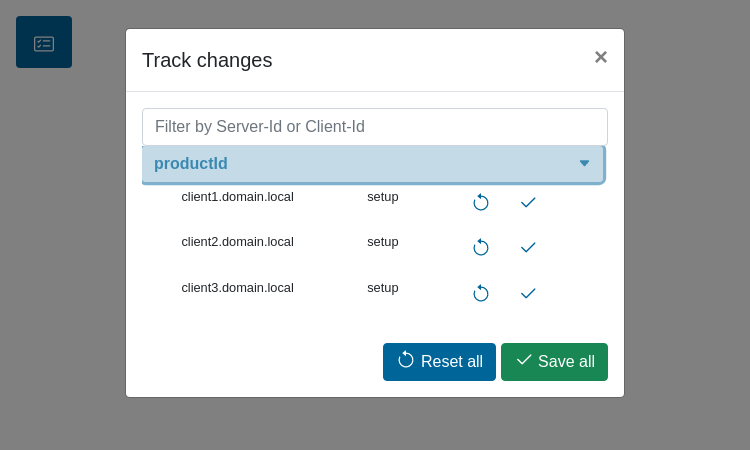 Track changes
×
Filter by Server-Id or Client-Id
productId
client1.domain.local setup
client2.domain.local setup
client3.domain.local setup
Reset all Save all